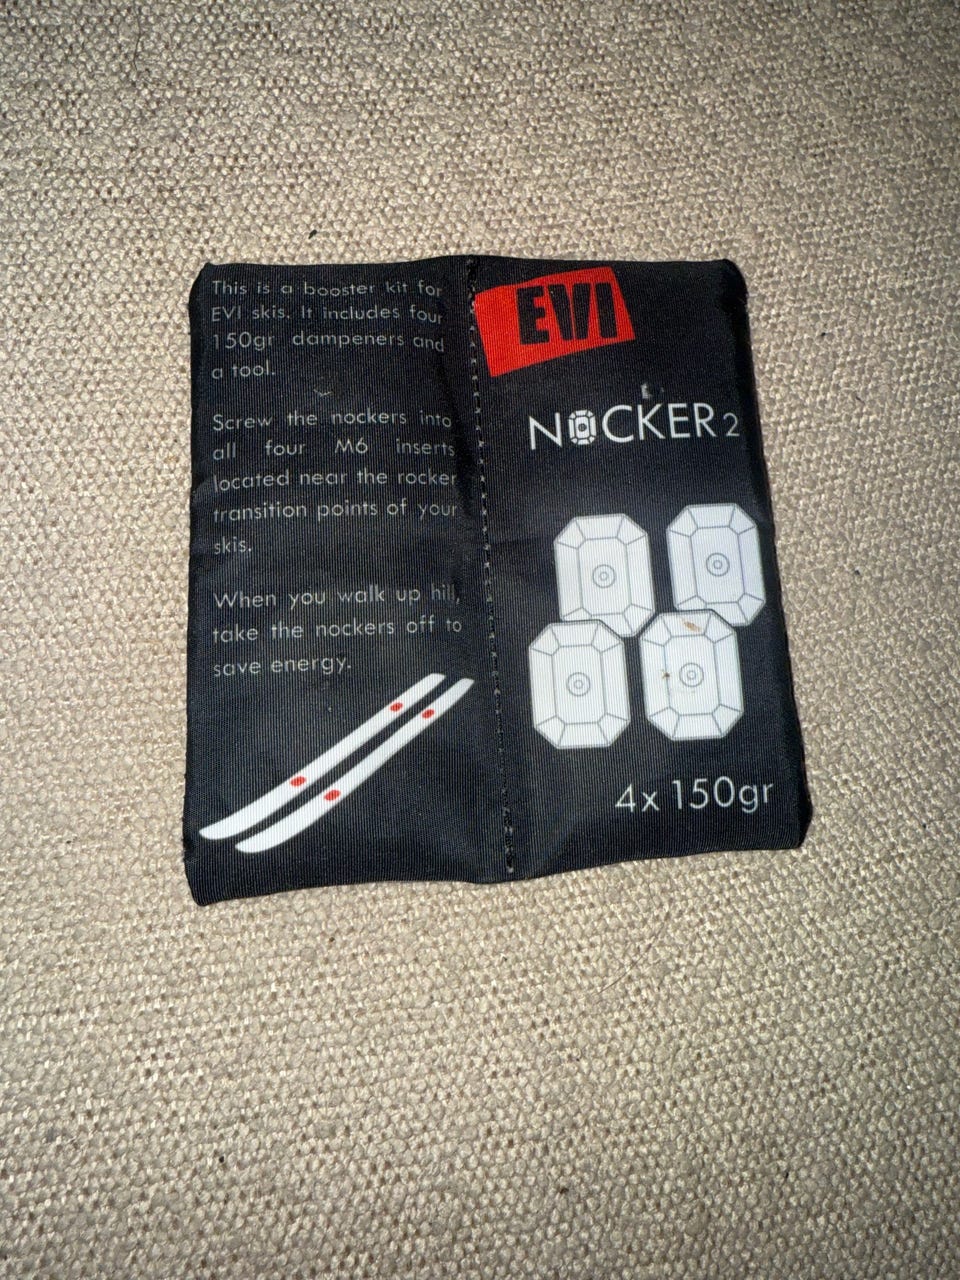 This is a booster kit for
EVI skis. It includes four
150gr dampeners and
a tool.
Screw the nockers into
all four M6 inserts
located near the rocker
transition points of your
skis.
When you walk up hill,
take the nockers off to
save energy.
EVI
NOCKER 2
4x 150gr